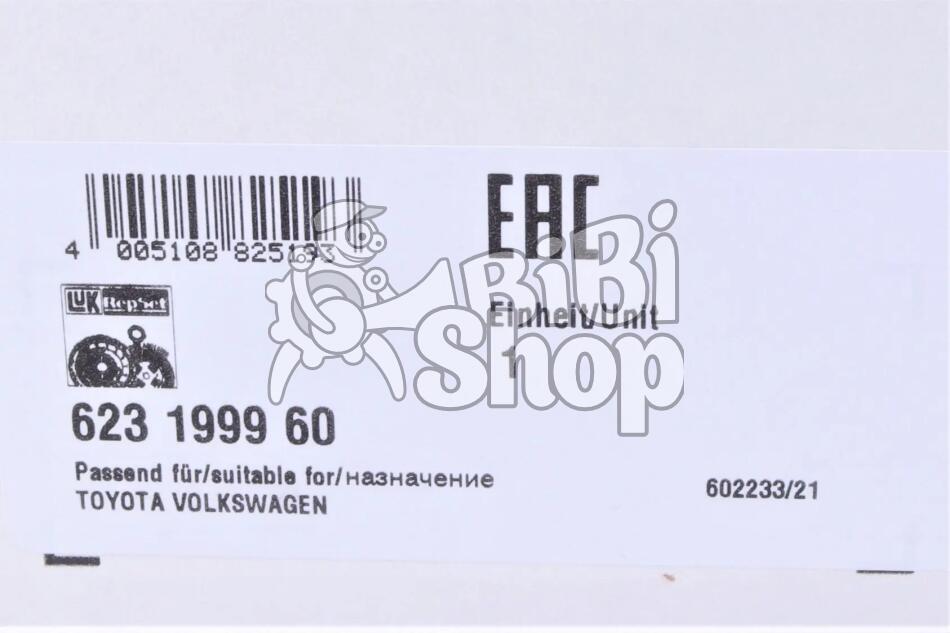 EAC
4 005108 825193
LUK RepSet
Einheit/Unit
1
BiBi
Shop
623 1999 60
Passend für/suitable for/назначение
TOYOTA VOLKSWAGEN
602233/21